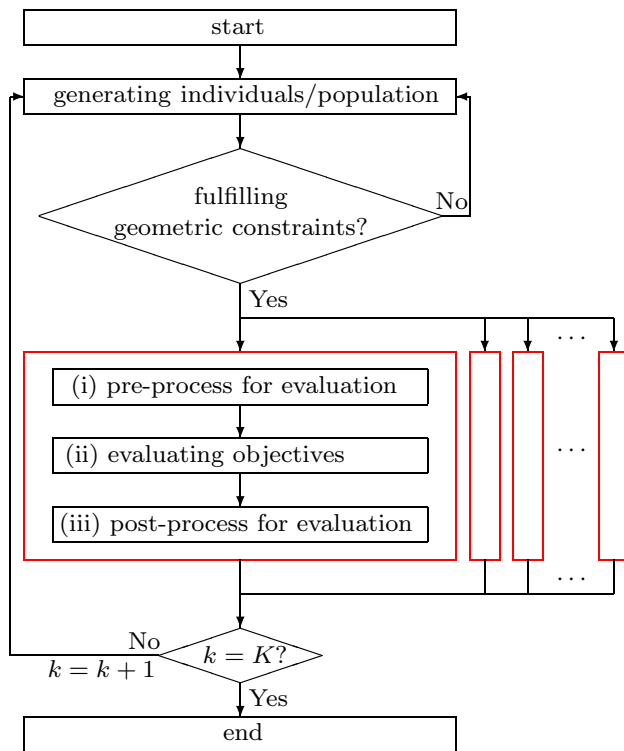 start
generating individuals/population
fulfilling
geometric constraints?
No
Yes
...
(i) pre-process for evaluation
(ii) evaluating objectives
...
(iii) post-process for evaluation
...
No
k = K?
k = k + 1
Yes
end